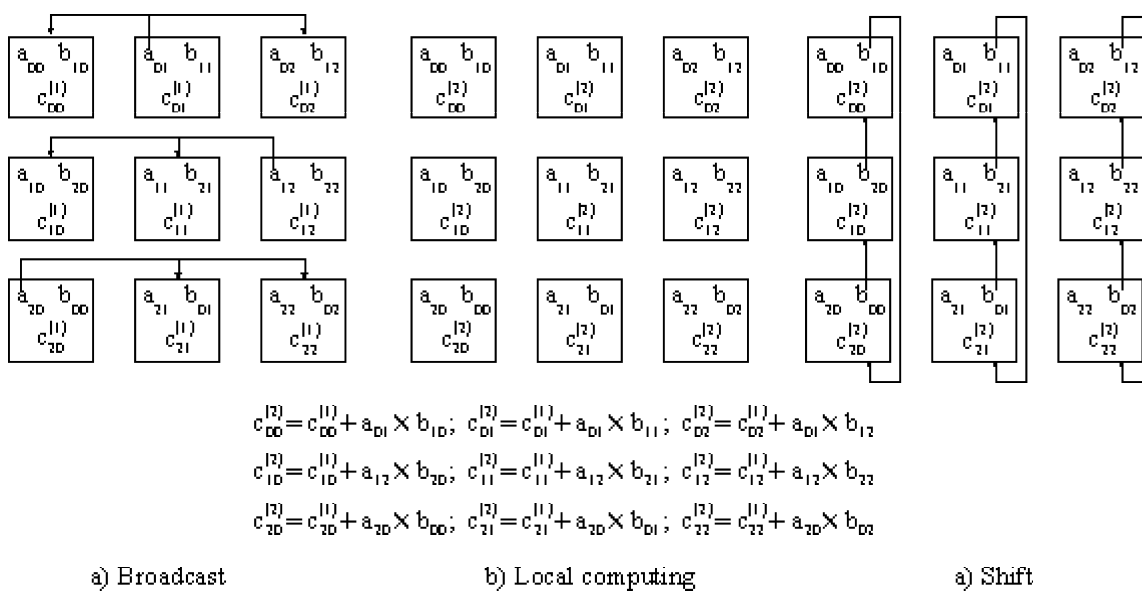 a₀₀ b₁₀ a₀₁ b₁₁ a₀₂ b₁₂ a₀₀ b₁₀ a₀₁ b₁₁ a₀₂ b₁₂ a₀₀ b₁₀ a₀₁ b₁₁ a₀₂ b₁₂
c₀₀⁽¹⁾ c₀₁⁽¹⁾ c₀₂⁽¹⁾ c₀₀⁽²⁾ c₀₁⁽²⁾ c₀₂⁽²⁾ c₀₀⁽²⁾ c₀₁⁽²⁾ c₀₂⁽²⁾
a₁₀ b₂₀ a₁₁ b₂₁ a₁₂ b₂₂ a₁₀ b₂₀ a₁₁ b₂₁ a₁₂ b₂₂ a₁₀ b₂₀ a₁₁ b₂₁ a₁₂ b₂₂
c₁₀⁽¹⁾ c₁₁⁽¹⁾ c₁₂⁽¹⁾ c₁₀⁽²⁾ c₁₁⁽²⁾ c₁₂⁽²⁾ c₁₀⁽²⁾ c₁₁⁽²⁾ c₁₂⁽²⁾
a₂₀ b₀₀ a₂₁ b₀₁ a₂₂ b₀₂ a₂₀ b₀₀ a₂₁ b₀₁ a₂₂ b₀₂ a₂₀ b₀₀ a₂₁ b₀₁ a₂₂ b₀₂
c₂₀⁽¹⁾ c₂₁⁽¹⁾ c₂₂⁽¹⁾ c₂₀⁽²⁾ c₂₁⁽²⁾ c₂₂⁽²⁾ c₂₀⁽²⁾ c₂₁⁽²⁾ c₂₂⁽²⁾
c₀₀⁽²⁾=c₀₀⁽¹⁾+ a₀₁×b₁₀; c₀₁⁽²⁾=c₀₁⁽¹⁾+ a₀₁×b₁₁; c₀₂⁽²⁾=c₀₂⁽¹⁾+ a₀₁×b₁₂
c₁₀⁽²⁾=c₁₀⁽¹⁾+ a₁₂×b₂₀; c₁₁⁽²⁾=c₁₁⁽¹⁾+ a₁₂×b₂₁; c₁₂⁽²⁾=c₁₂⁽¹⁾+ a₁₂×b₂₂
c₂₀⁽²⁾=c₂₀⁽¹⁾+ a₂₀×b₀₀; c₂₁⁽²⁾=c₂₁⁽¹⁾+ a₂₀×b₀₁; c₂₂⁽²⁾=c₂₂⁽¹⁾+ a₂₀×b₀₂
a) Broadcast b) Local computing a) Shift